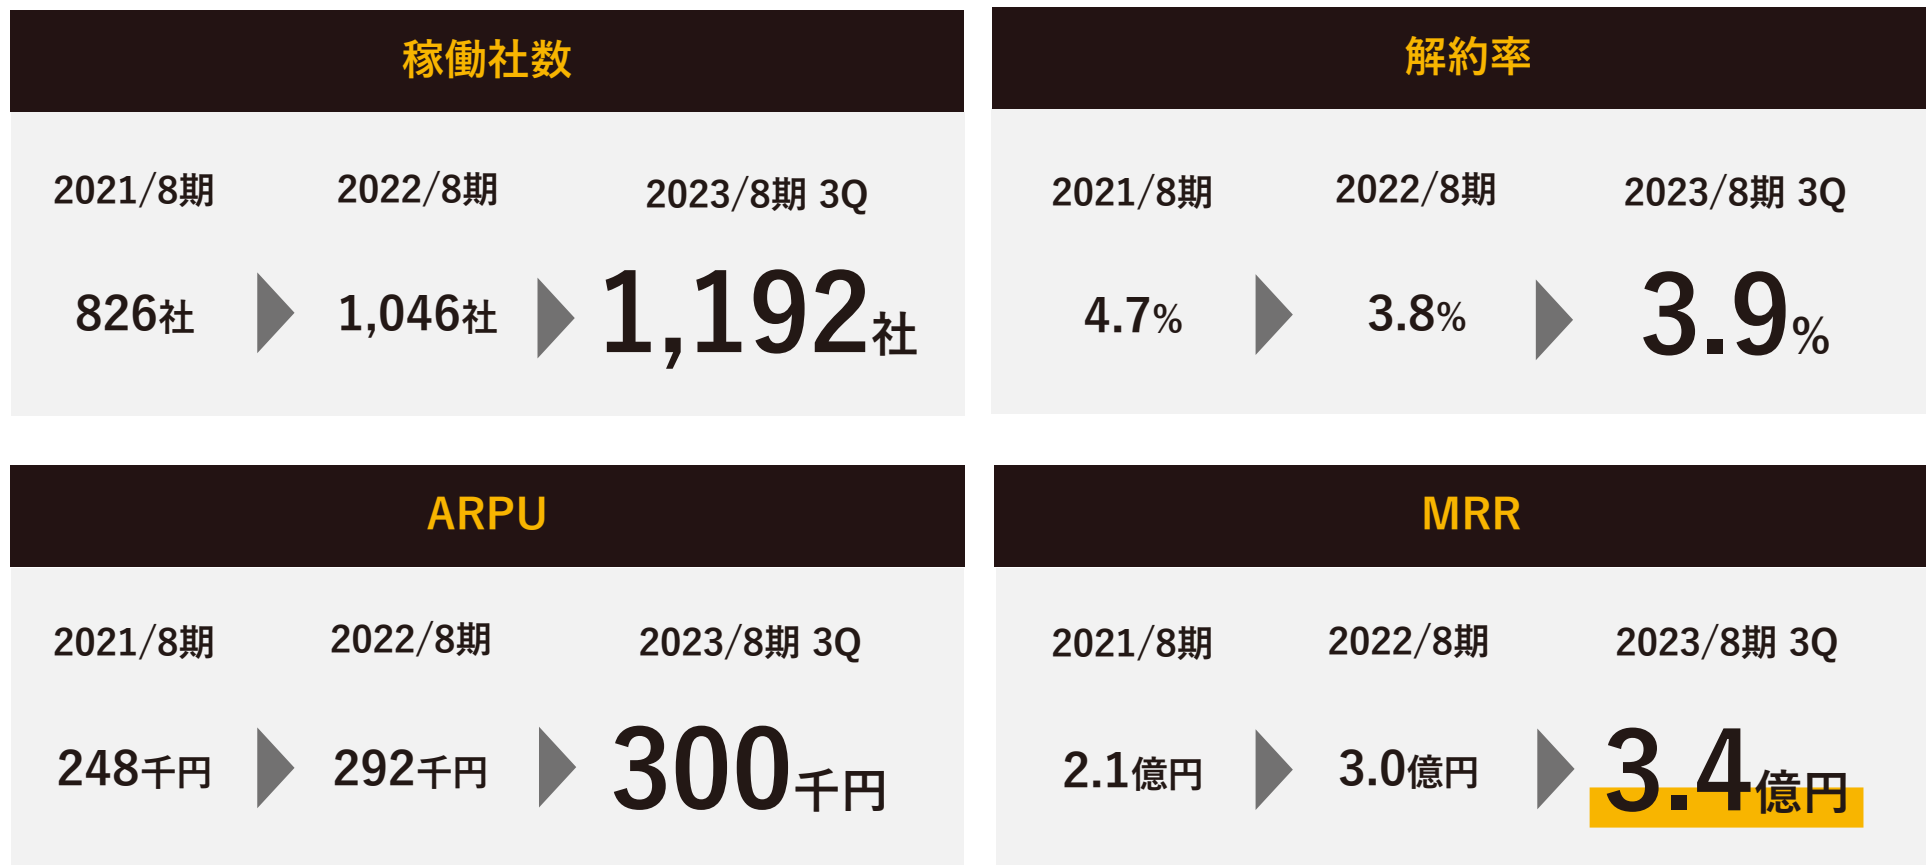 稼働社数
2021/8期 2022/8期 2023/8期 3Q
826社 1,046社 1,192社
解約率
2021/8期 2022/8期 2023/8期 3Q
4.7% 3.8% 3.9%
ARPU
2021/8期 2022/8期 2023/8期 3Q
248千円 292千円 300千円
MRR
2021/8期 2022/8期 2023/8期 3Q
2.1億円 3.0億円 3.4億円